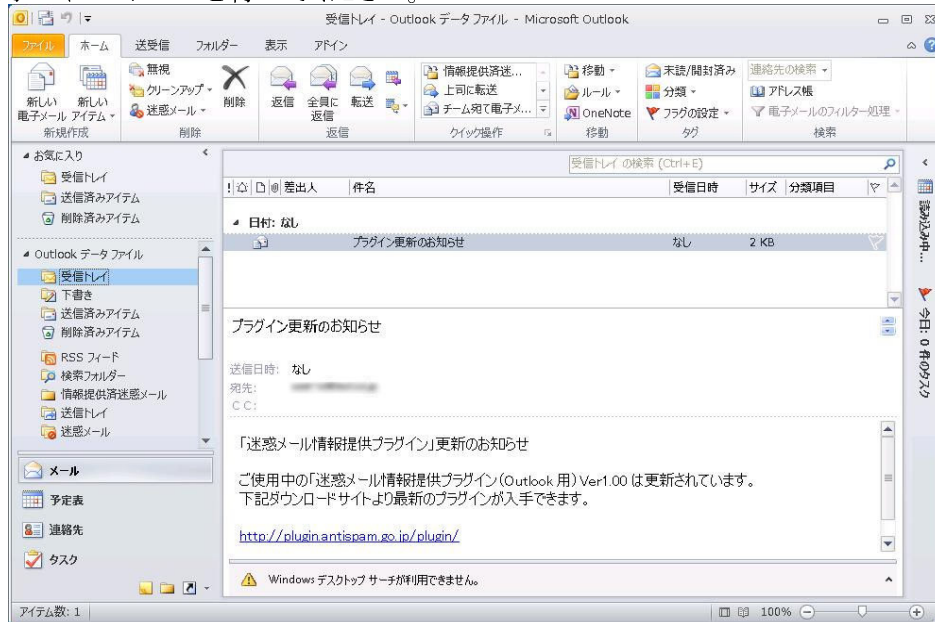 受信トレイ - Outlook データ ファイル - Microsoft Outlook
ファイル ホーム 送受信 フォルダー 表示 アドイン
新しい 電子メール
新しい アイテム
新規作成
無視
クリーンアップ
迷惑メール
削除
削除
返信
全員に 返信
転送
返信
情報提供済迷...
上司に転送
チーム宛て電子メ...
クイック操作
移動
ルール
OneNote
移動
未読/開封済み
分類
フラグの設定
タグ
連絡先の検索
アドレス帳
電子メールのフィルター処理
検索
お気に入り
受信トレイ
送信済みアイテム
削除済みアイテム
Outlook データ ファイル
受信トレイ
下書き
送信済みアイテム
削除済みアイテム
RSS フィード
検索フォルダー
情報提供済迷惑メール
送信トレイ
迷惑メール
メール
予定表
連絡先
タスク
受信トレイ の検索 (Ctrl+E)
差出人 件名 受信日時 サイズ 分類項目
日付: なし
プラグイン更新のお知らせ なし 2 KB
プラグイン更新のお知らせ
送信日時: なし
宛先:
C C:
「迷惑メール情報提供プラグイン」更新のお知らせ
ご使用中の「迷惑メール情報提供プラグイン(Outlook 用) Ver1.00 は更新されています。
下記ダウンロードサイトより最新のプラグインが入手できます。
http://plugin.antispam.go.jp/plugin/
Windows デスクトップ サーチが利用できません。
読み込み中...
今日: 0 件のタスク
アイテム数: 1
100%